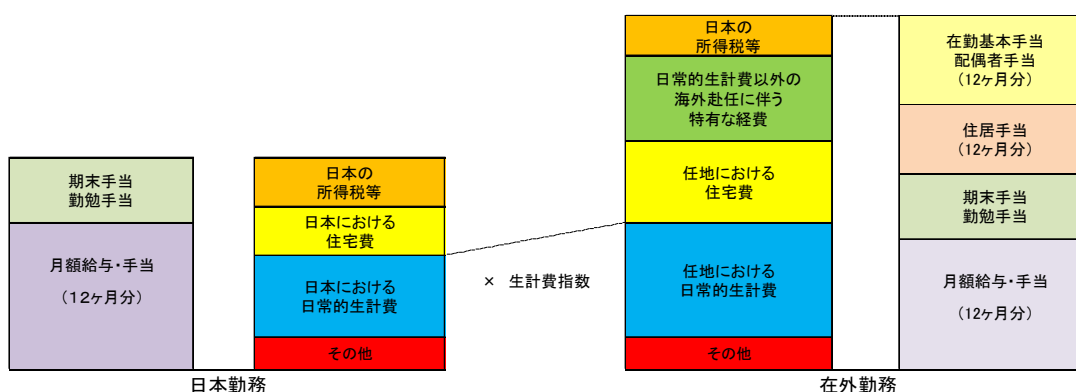 期末手当
勤勉手当
月額給与・手当
（１２ヶ月分）
日本の
所得税等
日本における
住宅費
日本における
日常的生計費
その他
日本勤務
× 生計費指数
日本の
所得税等
日常的生計費以外の
海外赴任に伴う
特有な経費
任地における
住宅費
任地における
日常的生計費
その他
在勤基本手当
配偶者手当
(12ヶ月分)
住居手当
(12ヶ月分)
期末手当
勤勉手当
月額給与・手当
(12ヶ月分)
在外勤務